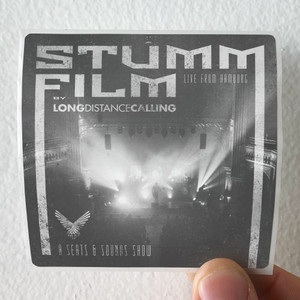 STUMM
FILM
LIVE FROM HAMBURG
BY LONGDISTANCECALLING
A SEATS & SOUNDS SHOW